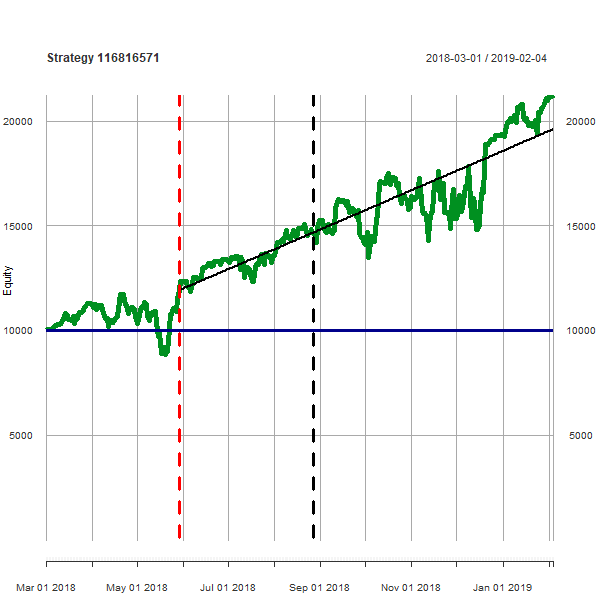 Strategy 116816571
2018-03-01 / 2019-02-04
20000
20000
15000
15000
Equity
10000
10000
5000
5000
Mar 01 2018
May 01 2018
Jul 01 2018
Sep 01 2018
Nov 01 2018
Jan 01 2019